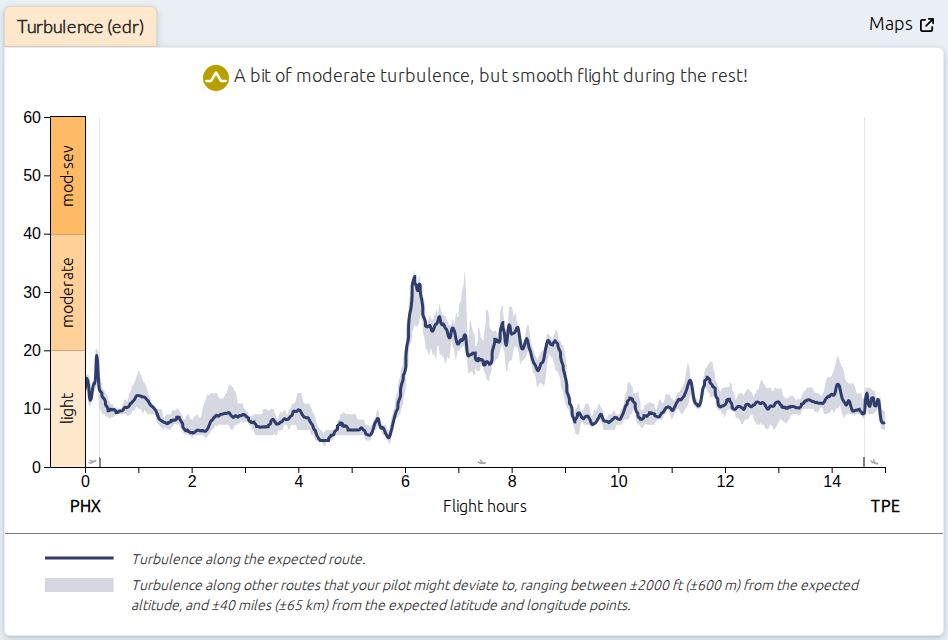 Turbulence (edr)
Maps
A bit of moderate turbulence, but smooth flight during the rest!
60
50
40
30
20
10
0
mod-sev
moderate
light
0 2 4 6 8 10 12 14
PHX Flight hours TPE
Turbulence along the expected route.
Turbulence along other routes that your pilot might deviate to, ranging between ±2000 ft (±600 m) from the expected
altitude, and ±40 miles (±65 km) from the expected latitude and longitude points.